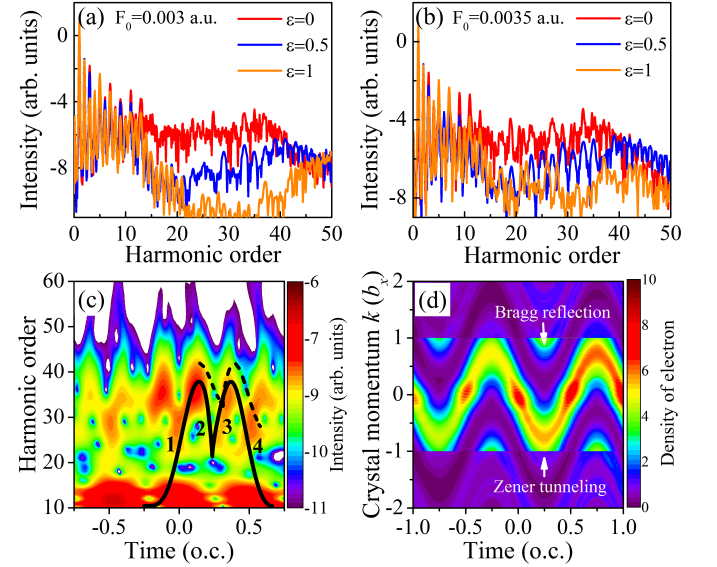 (a) F₀=0.003 a.u.
ε=0
ε=0.5
ε=1
Intensity (arb. units)
0
-4
-8
0 10 20 30 40 50
Harmonic order
(b) F₀=0.0035 a.u.
ε=0
ε=0.5
ε=1
Intensity (arb. units)
-4
-6
-8
0 10 20 30 40 50
Harmonic order
(c)
Harmonic order
60
50
40
30
20
10
1 2 3 4
-0.5 0.0 0.5
Time (o.c.)
-6
-7
-8
-9
-10
-11
Intensity (arb. units)
(d)
Crystal momentum k (bₓ)
2
1
0
-1
-2
Bragg reflection
Zener tunneling
-1.0 -0.5 0.0 0.5 1.0
Time (o.c.)
10
8
6
4
2
0
Density of electron